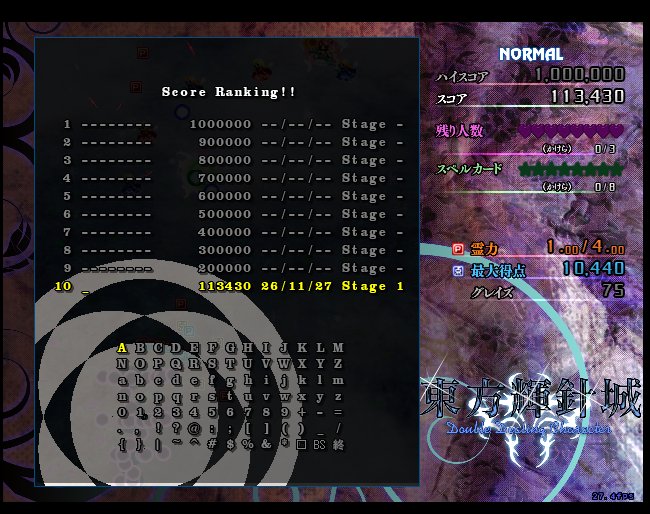 Score Ranking!!
1 -------- 1000000 --/--/-- Stage -
2 -------- 900000 --/--/-- Stage -
3 -------- 800000 --/--/-- Stage -
4 -------- 700000 --/--/-- Stage -
5 -------- 600000 --/--/-- Stage -
6 -------- 500000 --/--/-- Stage -
7 -------- 400000 --/--/-- Stage -
8 -------- 300000 --/--/-- Stage -
9 -------- 200000 --/--/-- Stage -
10 _ 113430 26/11/27 Stage 1
A B C D E F G H I J K L M
N O P Q R S T U V W X Y Z
a b c d e f g h i j k l m
n o p q r s t u v w x y z
0 1 2 3 4 5 6 7 8 9 + - =
. , ! ? @ : ; [ ] ( ) _ /
{ } | ~ ^ # $ % & * □ BS 終
NORMAL
ハイスコア 1,000,000
スコア 113,430
残り人数
(かけら) 0/3
スペルカード
(かけら) 0/8
P 霊力 1.00/4.00
最大得点 10,440
グレイズ 75
東方輝針城
Double Dealing Character
27.4fps